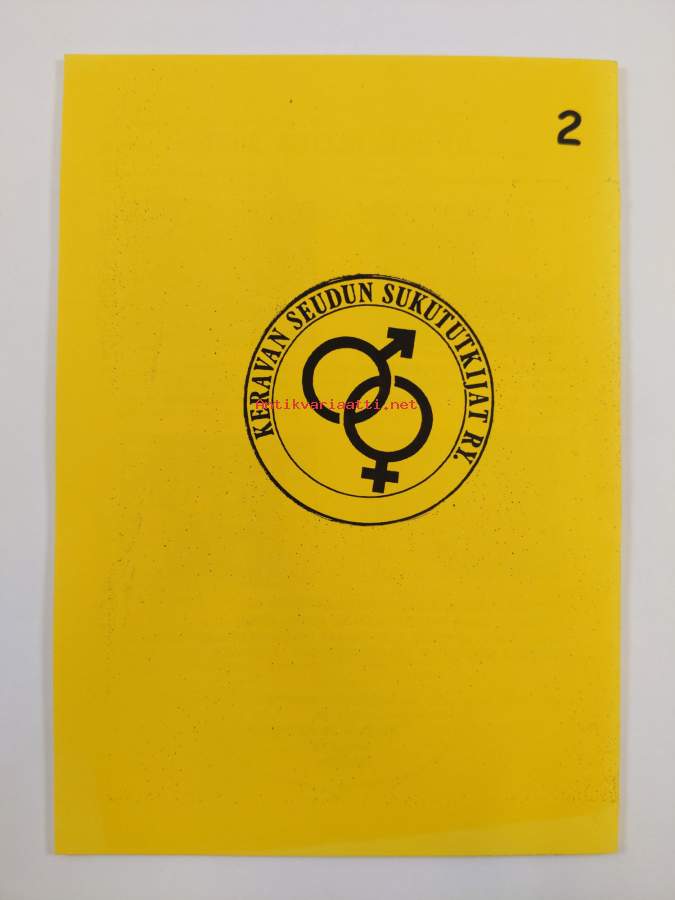 2
KERAVAN SEUDUN SUKUTUTKIJAT RY.
Antikvariaatti.net